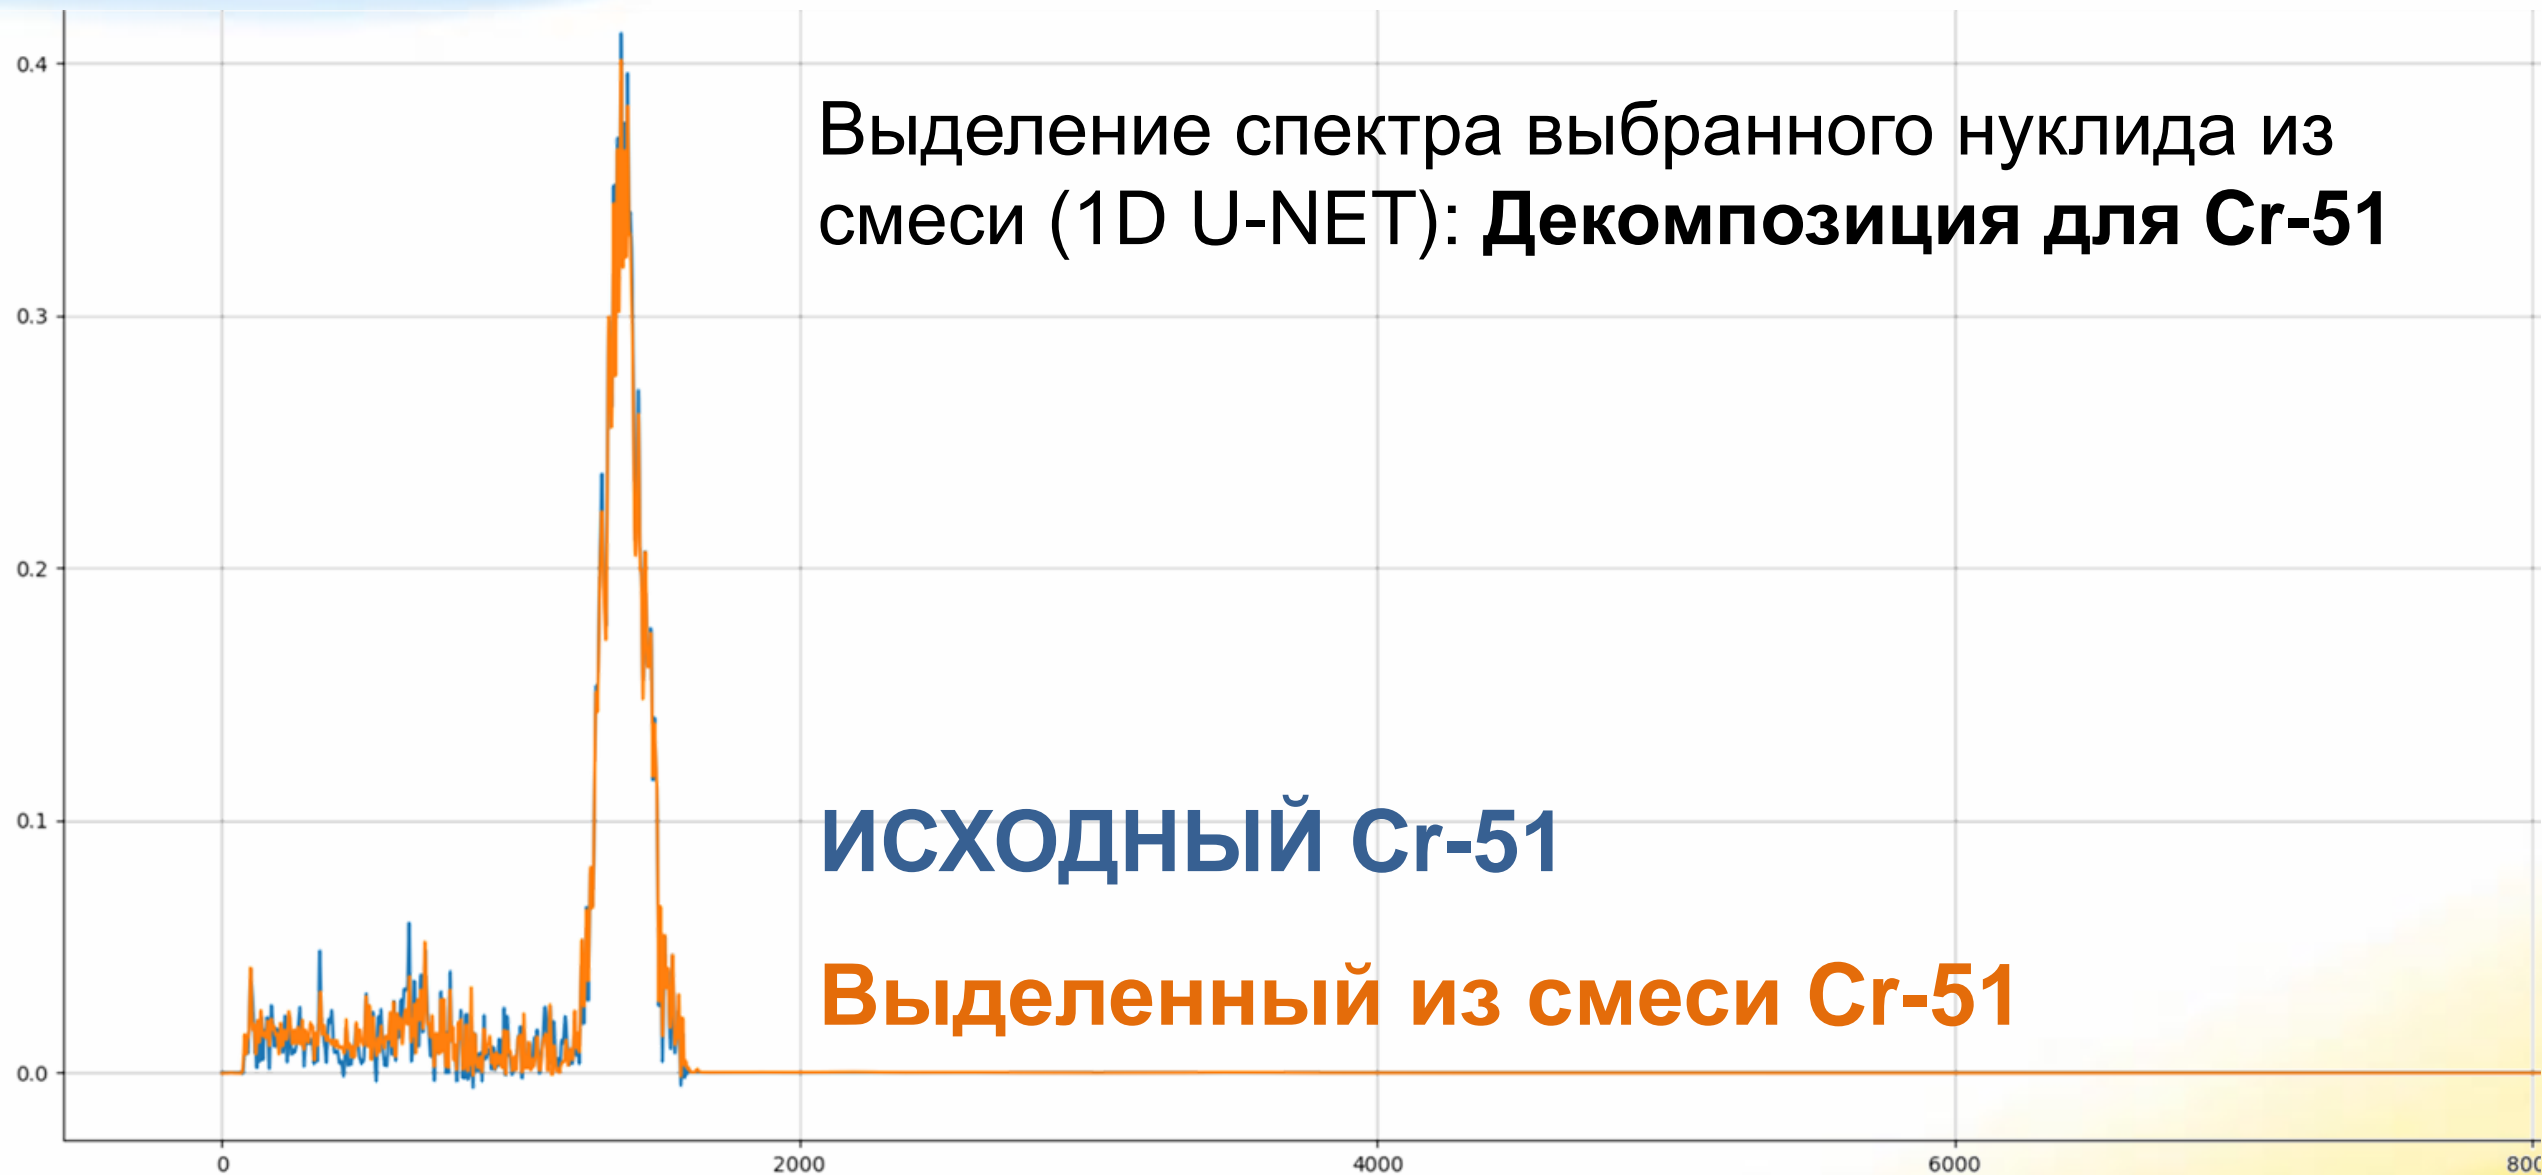 0.4
Выделение спектра выбранного нуклида из
смеси (1D U-NET): Декомпозиция для Cr-51
0.3
0.2
0.1
ИСХОДНЫЙ Cr-51
Выделенный из смеси Cr-51
0.0
0 2000 4000 6000